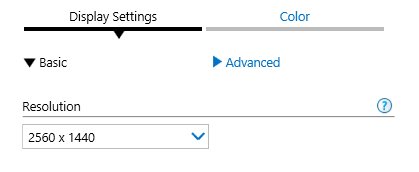 Display Settings Color
Basic Advanced
Resolution ?
2560 x 1440